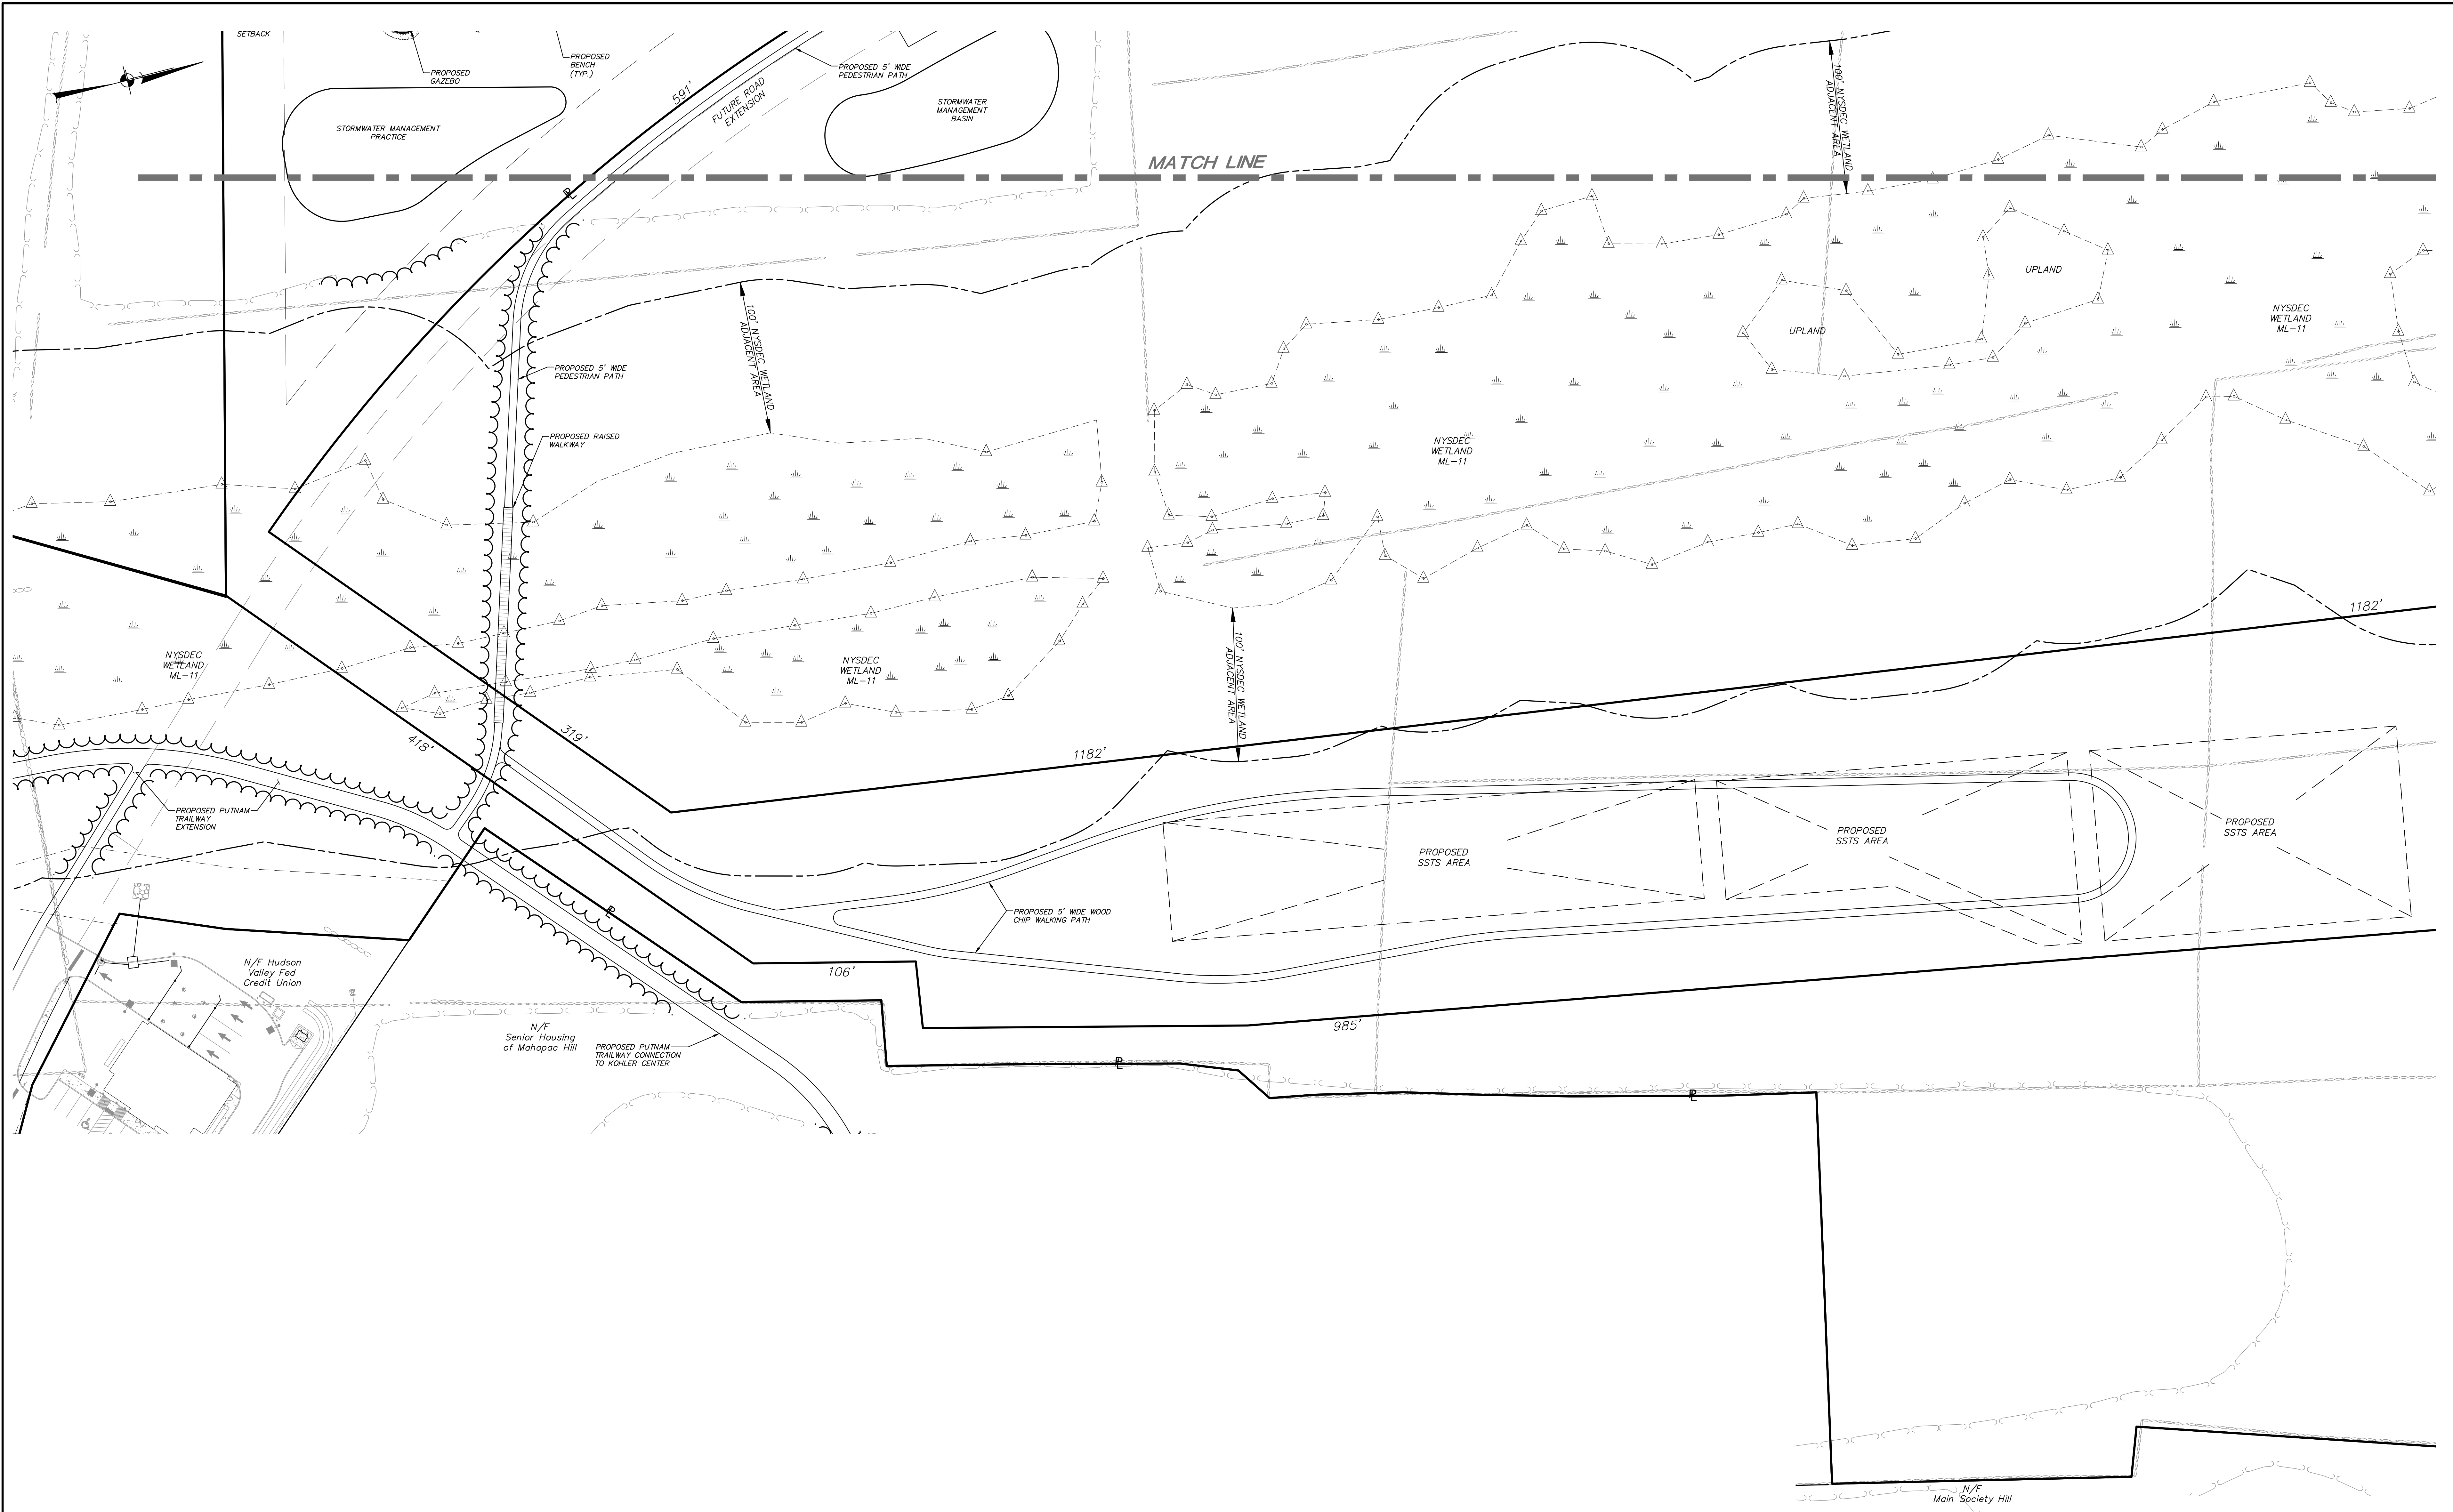 SETBACK
PROPOSED
GAZEBO
PROPOSED
BENCH
(TYP.)
591'
FUTURE ROAD
EXTENSION
PROPOSED 5' WIDE
PEDESTRIAN PATH
STORMWATER MANAGEMENT
PRACTICE
STORMWATER
MANAGEMENT
BASIN
100' NYSDEC WETLAND
ADJACENT AREA
MATCH LINE
PL
UPLAND
UPLAND
NYSDEC
WETLAND
ML-11
100' NYSDEC WETLAND
ADJACENT AREA
PROPOSED 5' WIDE
PEDESTRIAN PATH
PROPOSED RAISED
WALKWAY
NYSDEC
WETLAND
ML-11
1182'
NYSDEC
WETLAND
ML-11
NYSDEC
WETLAND
ML-11
100' NYSDEC WETLAND
ADJACENT AREA
418'
319'
1182'
PROPOSED PUTNAM
TRAILWAY
EXTENSION
PROPOSED
SSTS AREA
PROPOSED
SSTS AREA
PROPOSED
SSTS AREA
PL
PROPOSED 5' WIDE WOOD
CHIP WALKING PATH
N/F Hudson
Valley Fed
Credit Union
106'
985'
N/F
Senior Housing
of Mahopac Hill
PROPOSED PUTNAM
TRAILWAY CONNECTION
TO KOHLER CENTER
PL
PL
N/F
Main Society Hill